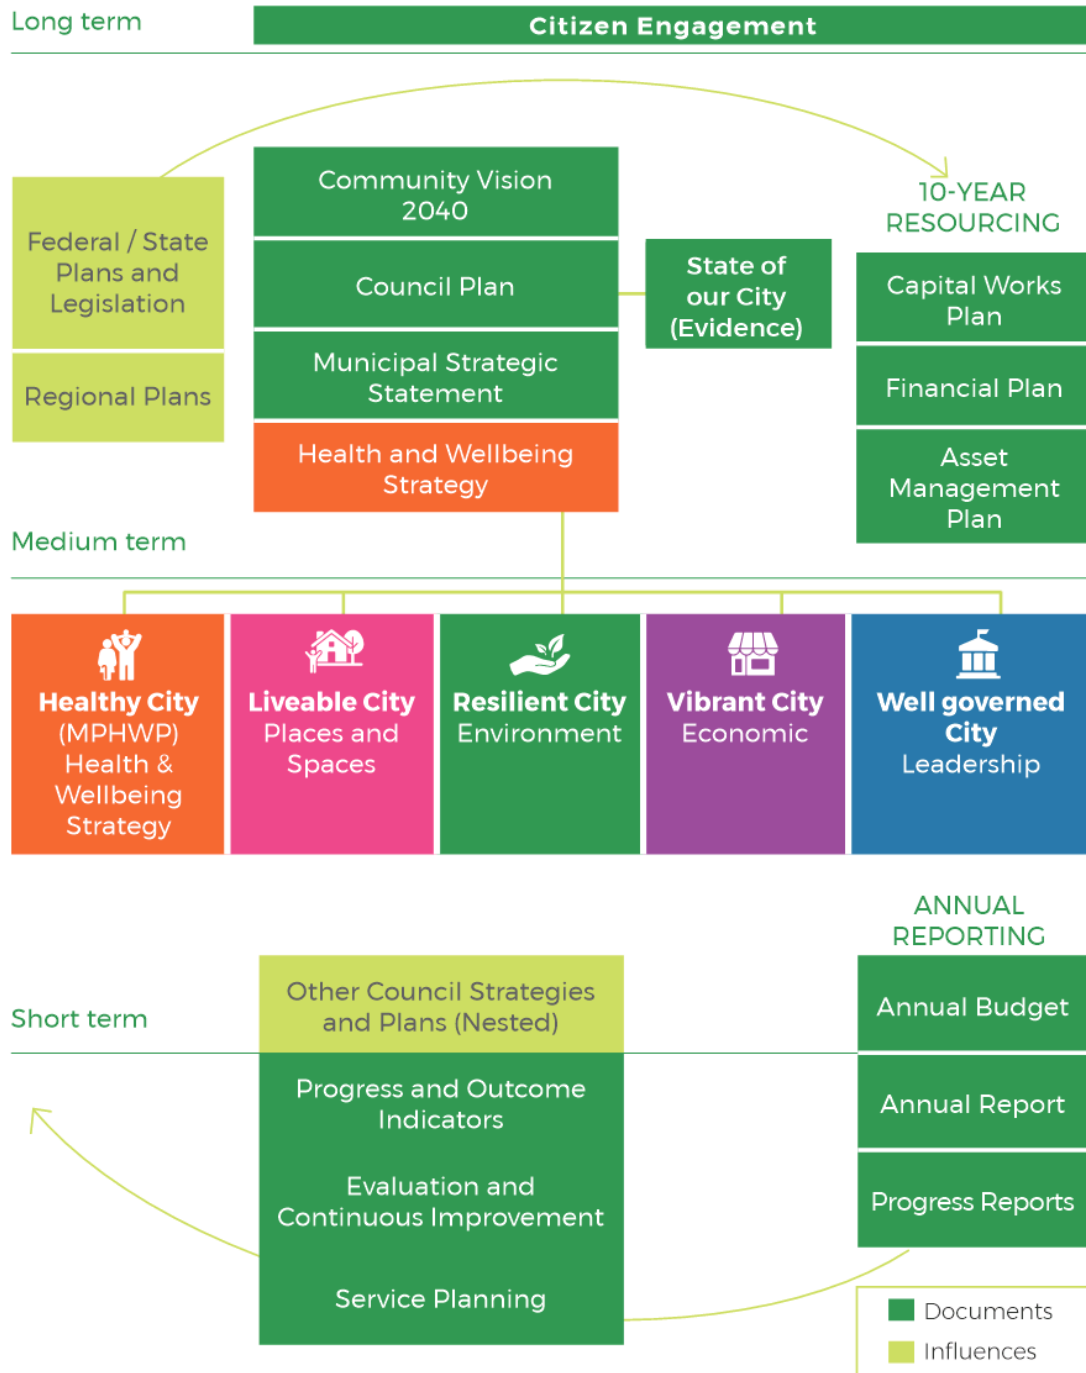 Long term
Citizen Engagement
Federal / State
Plans and
Legislation
Regional Plans
Community Vision
2040
Council Plan
Municipal Strategic
Statement
Health and Wellbeing
Strategy
State of
our City
(Evidence)
10-YEAR
RESOURCING
Capital Works
Plan
Financial Plan
Asset
Management
Plan
Medium term
Healthy City
(MPHWP)
Health &
Wellbeing
Strategy
Liveable City
Places and
Spaces
Resilient City
Environment
Vibrant City
Economic
Well governed
City
Leadership
Short term
Other Council Strategies
and Plans (Nested)
Progress and Outcome
Indicators
Evaluation and
Continuous Improvement
Service Planning
ANNUAL
REPORTING
Annual Budget
Annual Report
Progress Reports
Documents
Influences